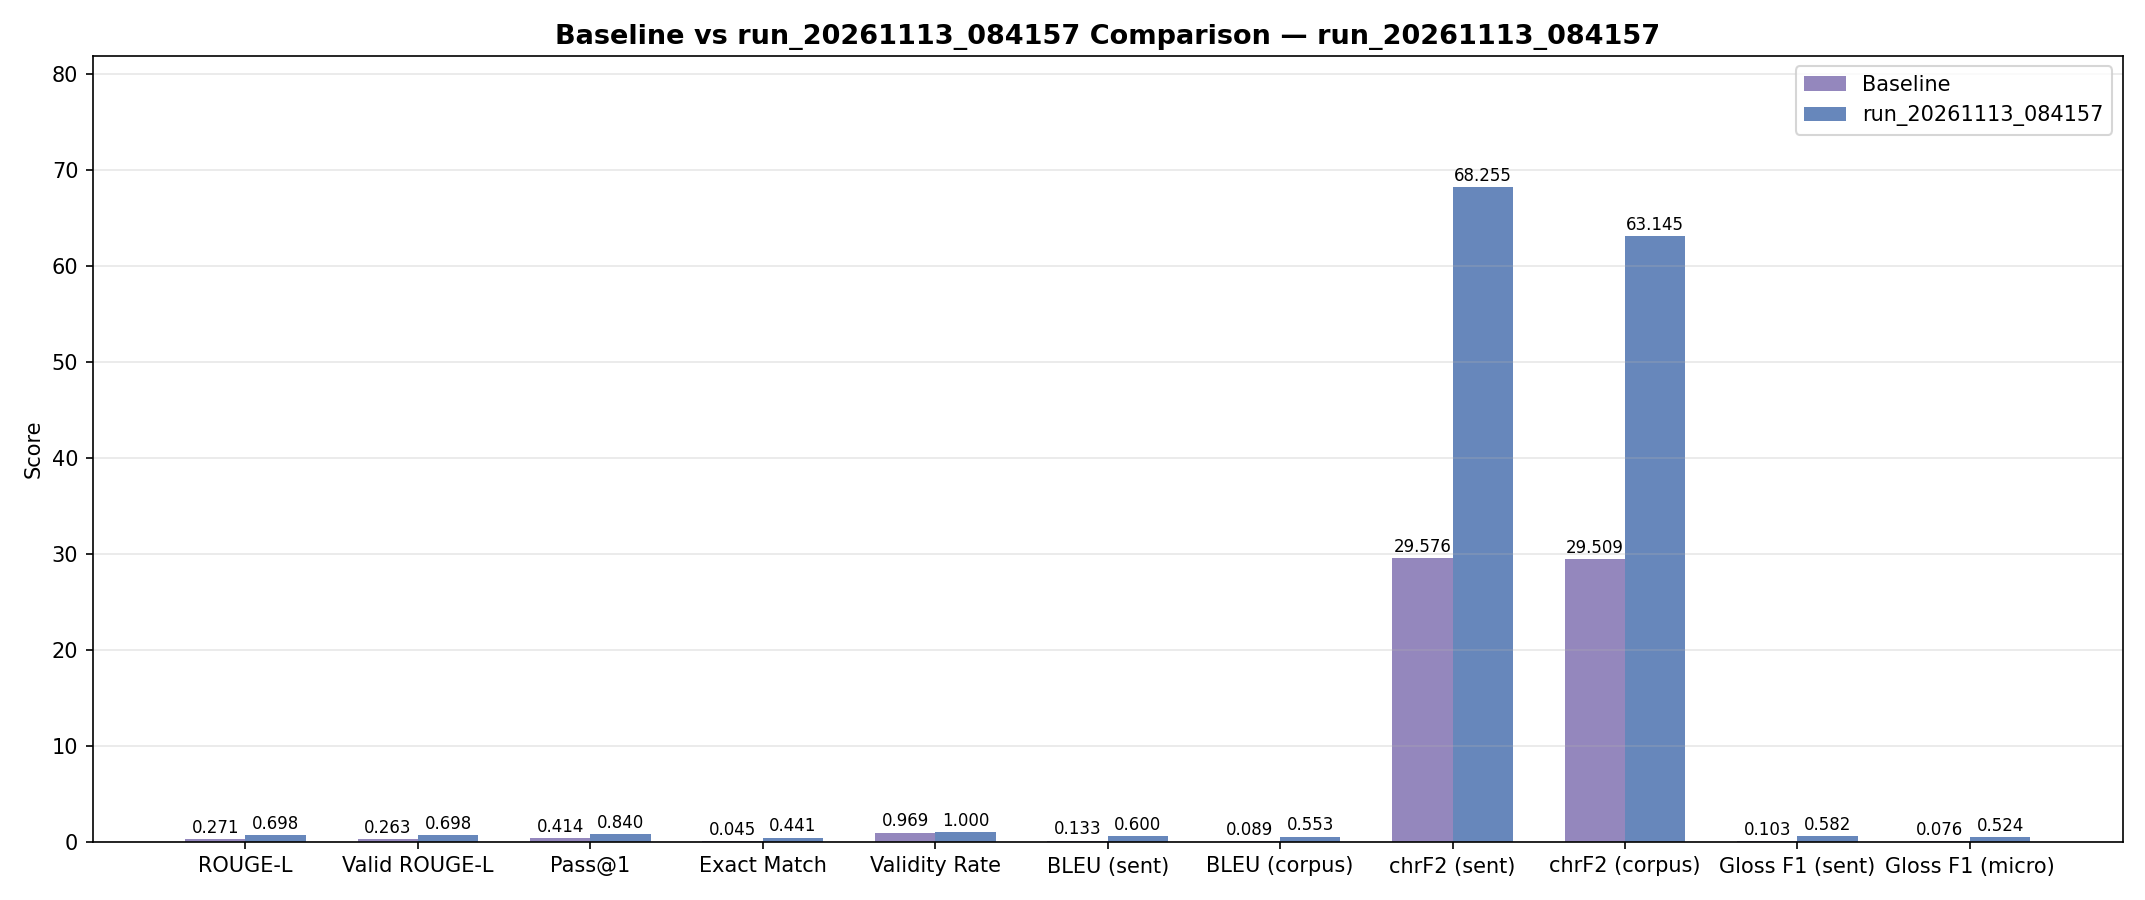 Baseline vs run_20261113_084157 Comparison — run_20261113_084157
Baseline
run_20261113_084157
Score
80
70
60
50
40
30
20
10
0
0.271 0.698
0.263 0.698
0.414 0.840
0.045 0.441
0.969 1.000
0.133 0.600
0.089 0.553
29.576 68.255
29.509 63.145
0.103 0.582
0.076 0.524
ROUGE-L
Valid ROUGE-L
Pass@1
Exact Match
Validity Rate
BLEU (sent)
BLEU (corpus)
chrF2 (sent)
chrF2 (corpus)
Gloss F1 (sent)
Gloss F1 (micro)